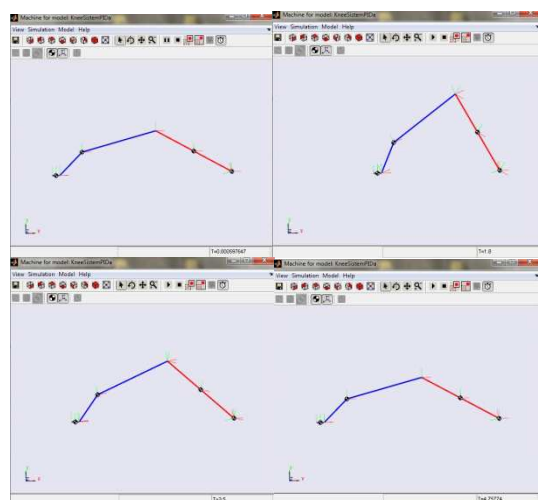 Machine for model: KneeSistemPIDa
View Simulation Model Help
T=0.000597647
Machine for model: KneeSistemPIDa
View Simulation Model Help
T=1.8
Machine for model: KneeSistemPIDa
View Simulation Model Help
T=3.5
Machine for model: KneeSistemPIDa
View Simulation Model Help
T=4.75774